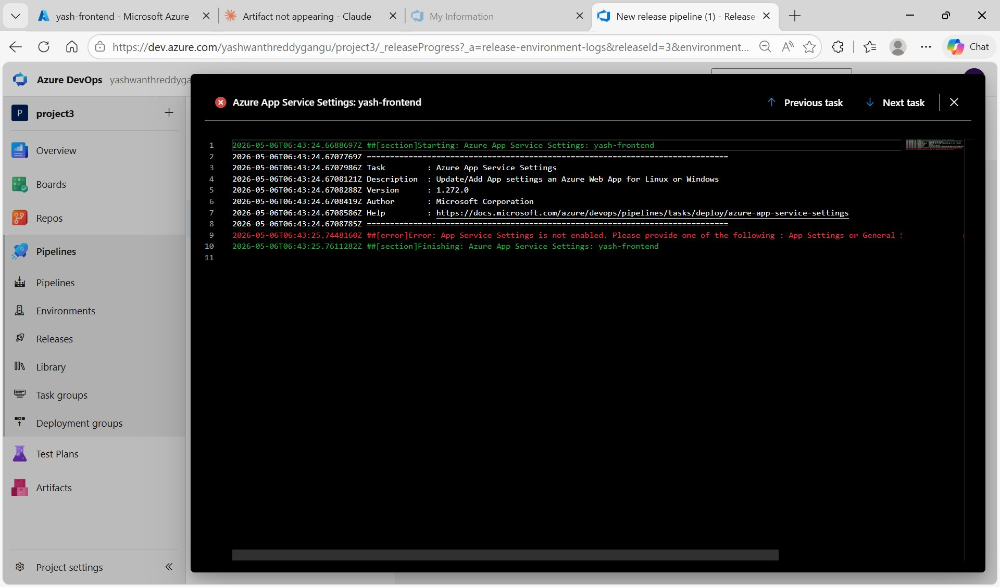 yash-frontend - Microsoft Azure
Artifact not appearing - Claude
My Information
New release pipeline (1) - Release-
https://dev.azure.com/yashwanthreddygangu/project3/_releaseProgress?_a=release-environment-logs&releaseId=3&environment...
Chat
Azure DevOps yashwanthreddyga
P project3
Overview
Boards
Repos
Pipelines
Pipelines
Environments
Releases
Library
Task groups
Deployment groups
Test Plans
Artifacts
Project settings
Azure App Service Settings: yash-frontend
Previous task
Next task
1 2026-05-06T06:43:24.6688697Z ##[section]Starting: Azure App Service Settings: yash-frontend
2 2026-05-06T06:43:24.6707769Z ==============================================================================
3 2026-05-06T06:43:24.6707986Z Task : Azure App Service Settings
4 2026-05-06T06:43:24.6708121Z Description : Update/Add App settings an Azure Web App for Linux or Windows
5 2026-05-06T06:43:24.6708288Z Version : 1.272.0
6 2026-05-06T06:43:24.6708419Z Author : Microsoft Corporation
7 2026-05-06T06:43:24.6708586Z Help : https://docs.microsoft.com/azure/devops/pipelines/tasks/deploy/azure-app-service-settings
8 2026-05-06T06:43:24.6708785Z ==============================================================================
9 2026-05-06T06:43:25.7448160Z ##[error]Error: App Service Settings is not enabled. Please provide one of the following : App Settings or General
10 2026-05-06T06:43:25.7611282Z ##[section]Finishing: Azure App Service Settings: yash-frontend
11